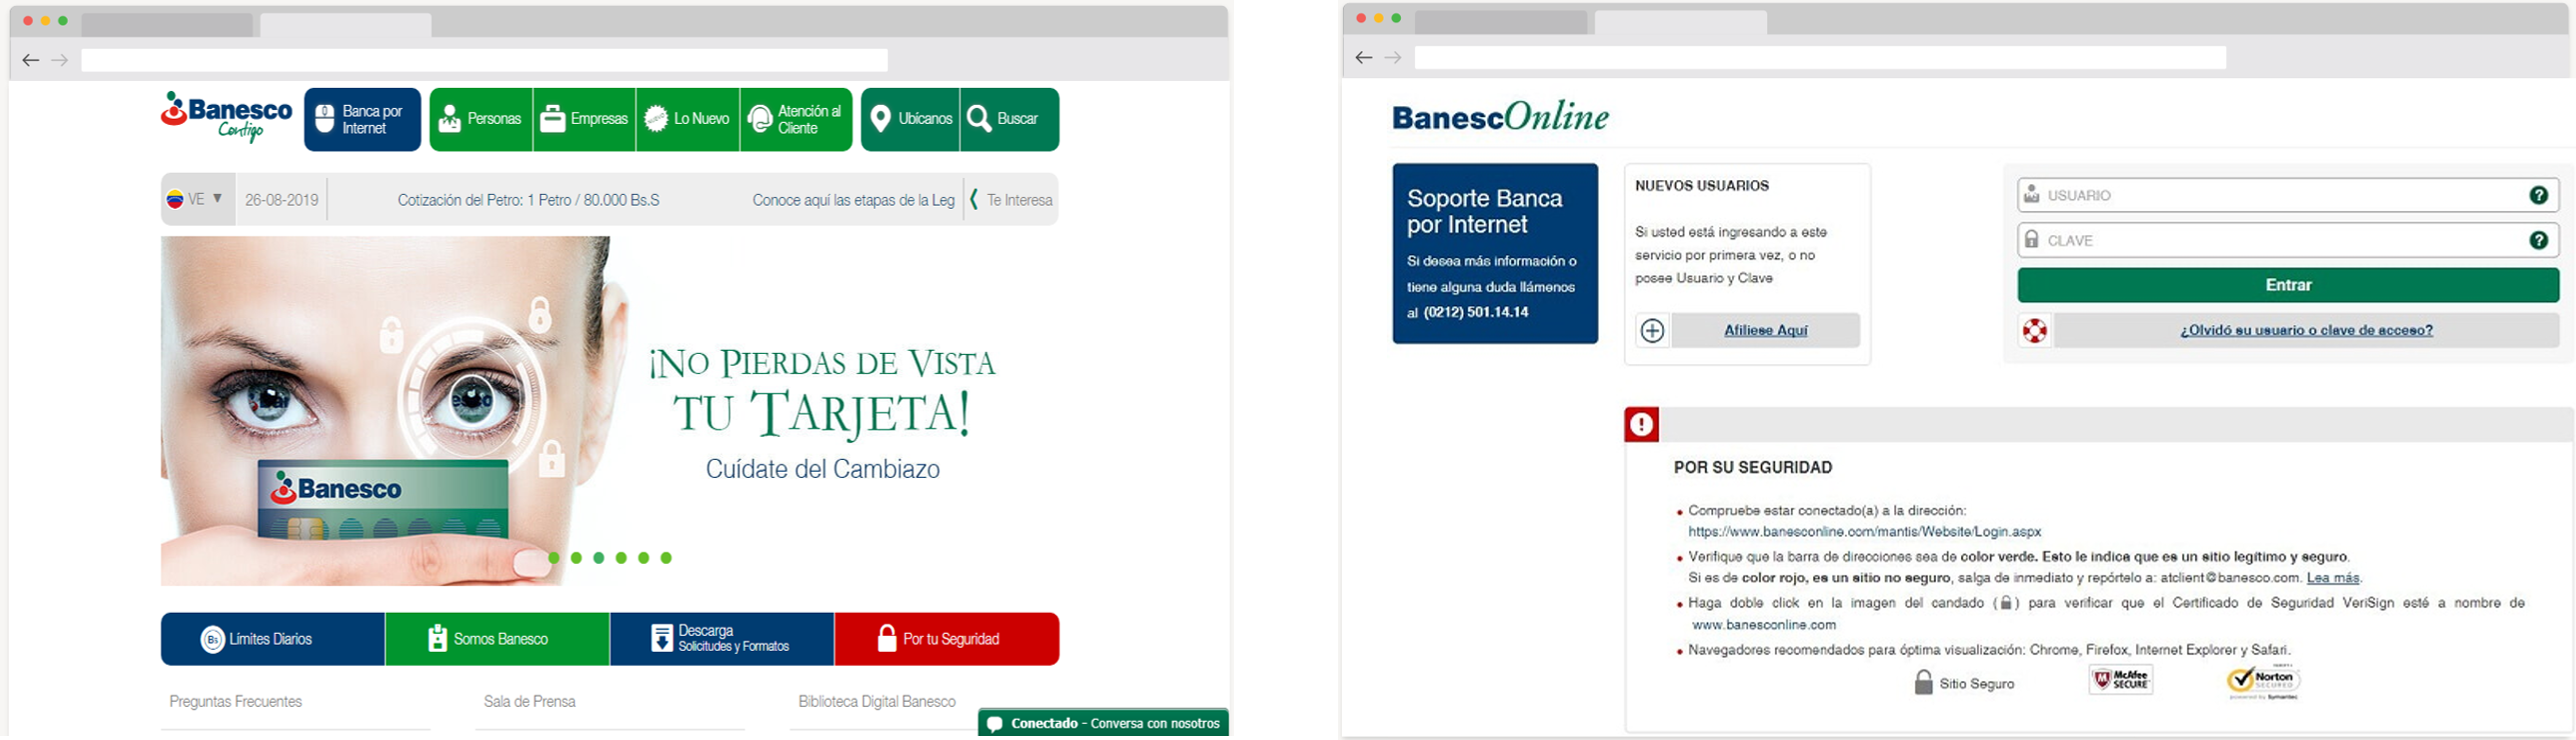 Banesco
Contigo
Banca por
Internet
Personas
Empresas
Lo Nuevo
Atención al
Cliente
Ubícanos
Buscar
VE ▼
26-08-2019
Cotización del Petro: 1 Petro / 80.000 Bs.S
Conoce aquí las etapas de la Leg
Te Interesa
¡No Pierdas de Vista
tu Tarjeta!
Cuídate del Cambiazo
Banesco
Bs
Límites Diarios
Somos Banesco
Descarga
Solicitudes y Formatos
Por tu Seguridad
Preguntas Frecuentes
Sala de Prensa
Biblioteca Digital Banesco
Conectado - Conversa con nosotros
BanescOnline
Soporte Banca
por Internet
Si desea más información o
tiene alguna duda llámenos
al (0212) 501.14.14
NUEVOS USUARIOS
Si usted está ingresando a este
servicio por primera vez, o no
posee Usuario y Clave
Afíliese Aquí
USUARIO
?
CLAVE
?
Entrar
¿Olvidó su usuario o clave de acceso?
POR SU SEGURIDAD
• Compruebe estar conectado(a) a la dirección:
https://www.banesconline.com/mantis/Website/Login.aspx
• Verifique que la barra de direcciones sea de color verde. Esto le indica que es un sitio legítimo y seguro.
Si es de color rojo, es un sitio no seguro, salga de inmediato y repórtelo a: atclient@banesco.com. Lea más.
• Haga doble click en la imagen del candado ( ) para verificar que el Certificado de Seguridad VeriSign esté a nombre de
www.banesconline.com
• Navegadores recomendados para óptima visualización: Chrome, Firefox, Internet Explorer y Safari.
Sitio Seguro
McAfee
SECURE
Norton
SECURED
powered by Symantec